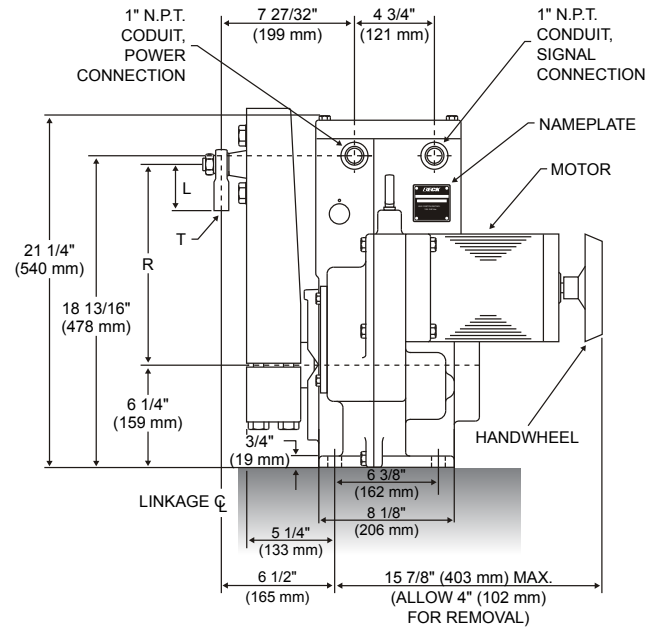 1" N.P.T.
CODUIT,
POWER
CONNECTION
7 27/32"
(199 mm)
4 3/4"
(121 mm)
1" N.P.T.
CONDUIT,
SIGNAL
CONNECTION
NAMEPLATE
MOTOR
L
T
R
21 1/4"
(540 mm)
18 13/16"
(478 mm)
6 1/4"
(159 mm)
3/4"
(19 mm)
HANDWHEEL
LINKAGE ℄
6 3/8"
(162 mm)
8 1/8"
(206 mm)
5 1/4"
(133 mm)
6 1/2"
(165 mm)
15 7/8" (403 mm) MAX.
(ALLOW 4" (102 mm)
FOR REMOVAL)